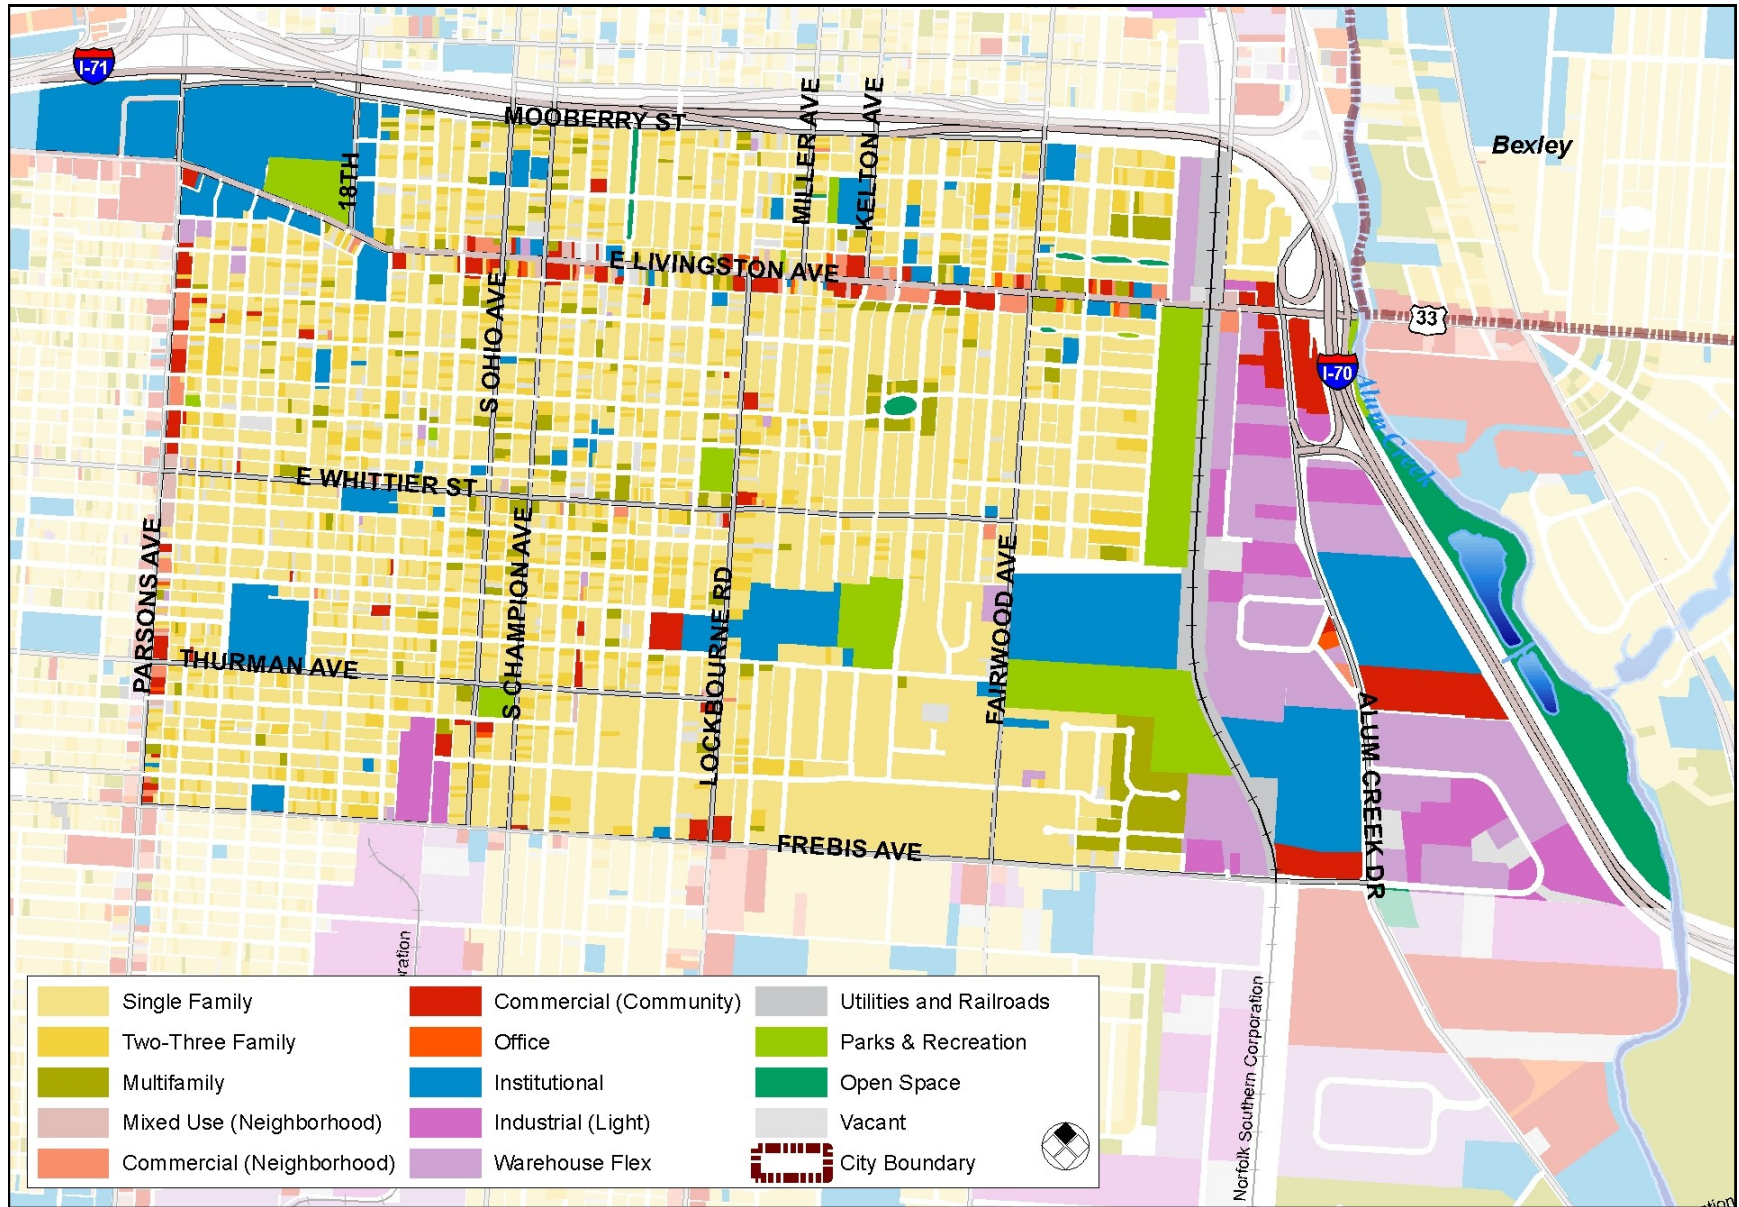 I-71
MOOBERRY ST
MILLER AVE
KELTON AVE
18TH
Bexley
E LIVINGSTON AVE
S OHIO AVE
33
I-70
Alum Creek
E WHITTIER ST
PARSONS AVE
S CHAMPION AVE
LOCKBOURNE RD
FAIRWOOD AVE
THURMAN AVE
ALUM CREEK DR
FREBIS AVE
oration
Norfolk Southern Corporation
Single Family
Two-Three Family
Multifamily
Mixed Use (Neighborhood)
Commercial (Neighborhood)
Commercial (Community)
Office
Institutional
Industrial (Light)
Warehouse Flex
Utilities and Railroads
Parks & Recreation
Open Space
Vacant
City Boundary